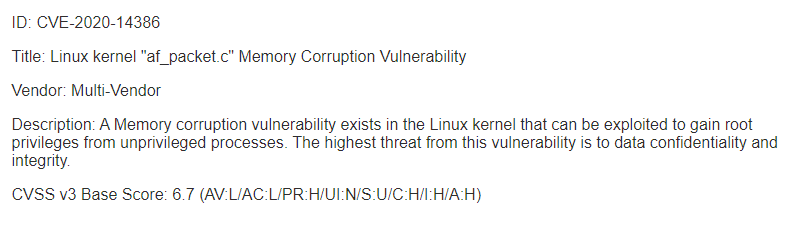 ID: CVE-2020-14386
Title: Linux kernel "af_packet.c" Memory Corruption Vulnerability
Vendor: Multi-Vendor
Description: A Memory corruption vulnerability exists in the Linux kernel that can be exploited to gain root
privileges from unprivileged processes. The highest threat from this vulnerability is to data confidentiality and
integrity.
CVSS v3 Base Score: 6.7 (AV:L/AC:L/PR:H/UI:N/S:U/C:H/I:H/A:H)